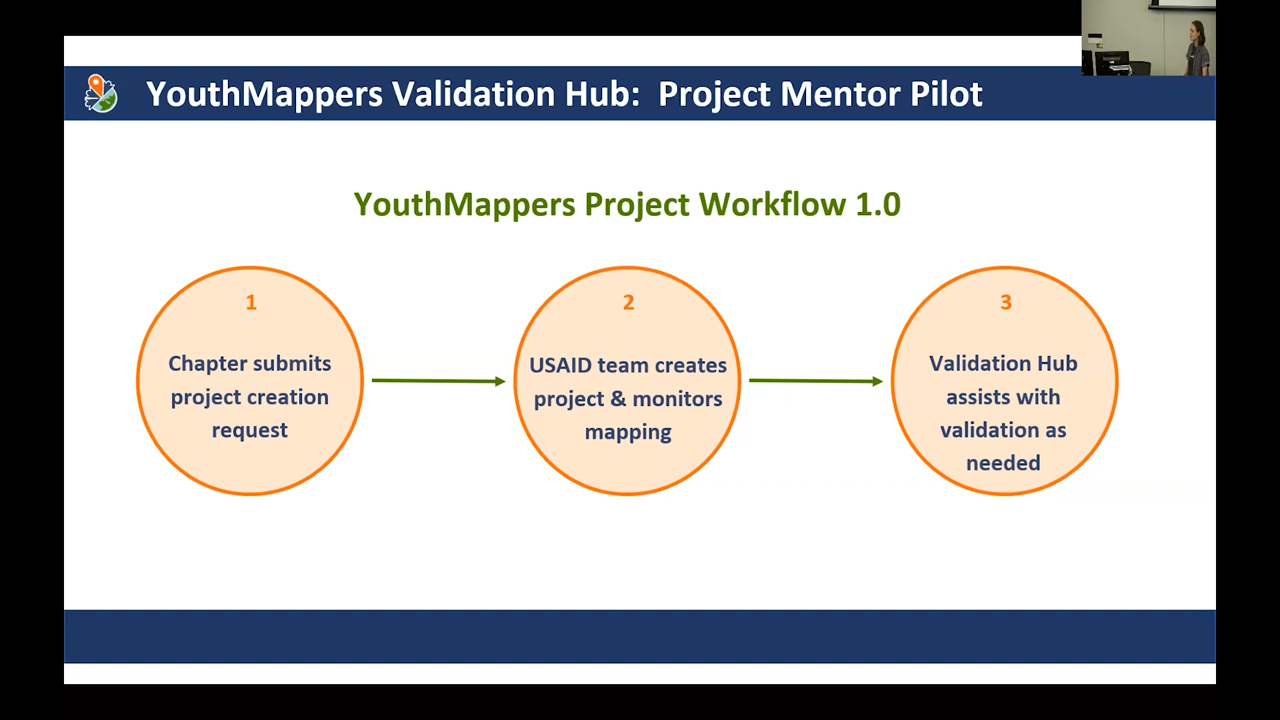 YouthMappers Validation Hub: Project Mentor Pilot
YouthMappers Project Workflow 1.0
1
Chapter submits
project creation
request
2
USAID team creates
project & monitors
mapping
3
Validation Hub
assists with
validation as
needed